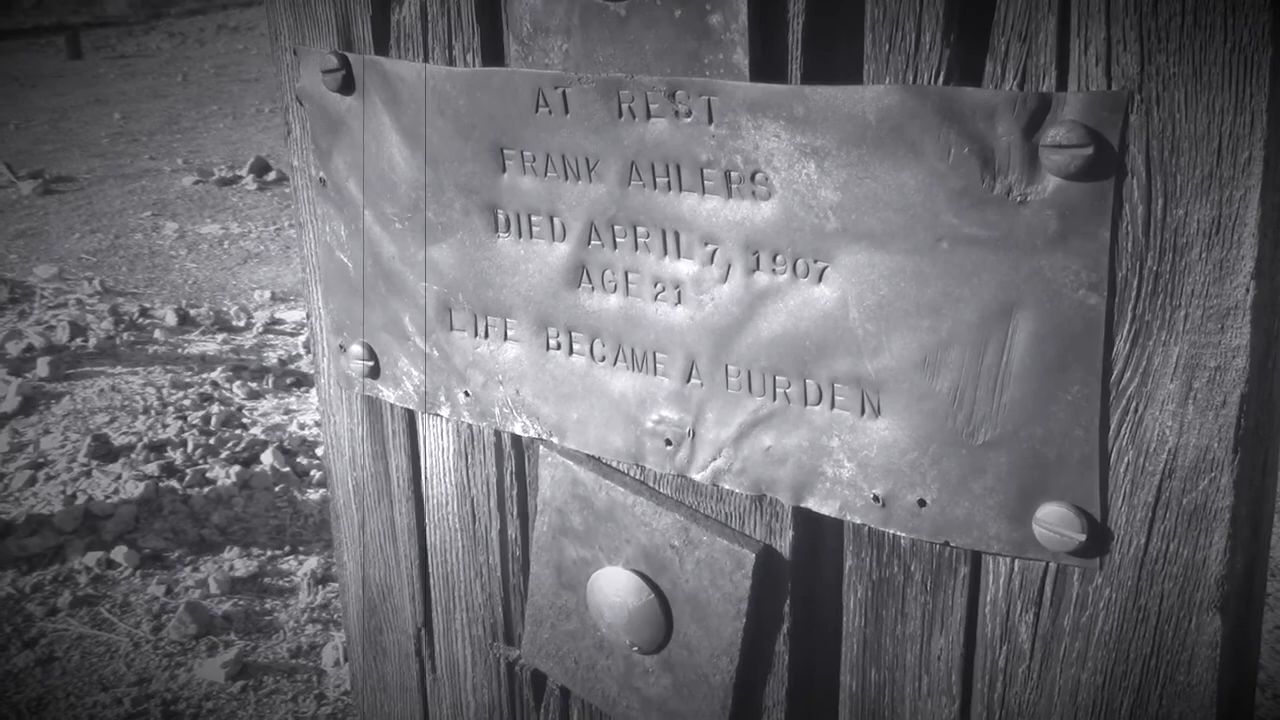 AT REST
FRANK AHLERS
DIED APRIL 7, 1907
AGE 21
LIFE BECAME A BURDEN